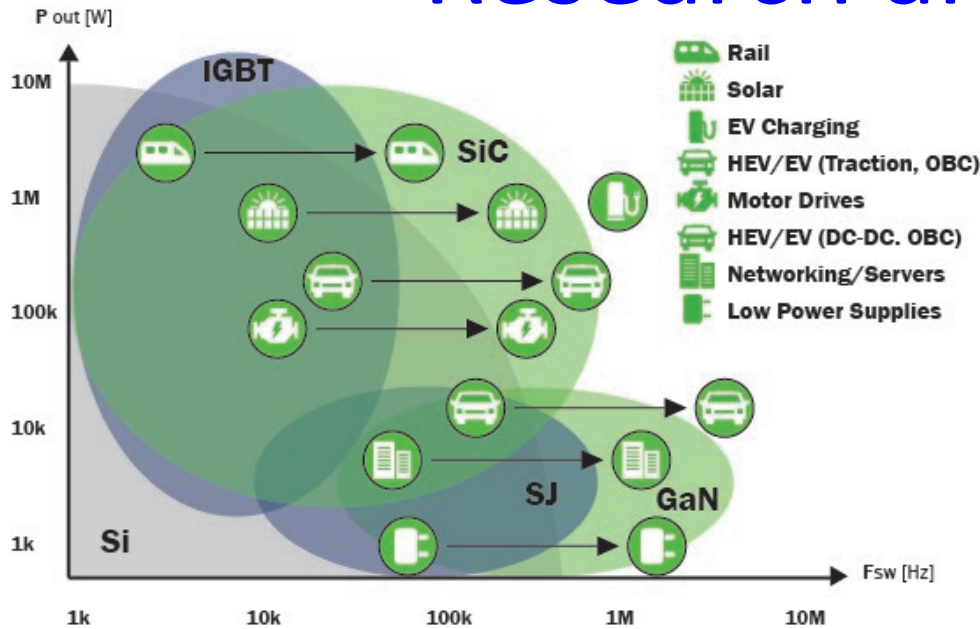 P out [W]
10M
1M
100k
10k
1k
IGBT
SiC
SJ
GaN
Si
Rail
Solar
EV Charging
HEV/EV (Traction, OBC)
Motor Drives
HEV/EV (DC-DC. OBC)
Networking/Servers
Low Power Supplies
Fsw [Hz]
1k 10k 100k 1M 10M